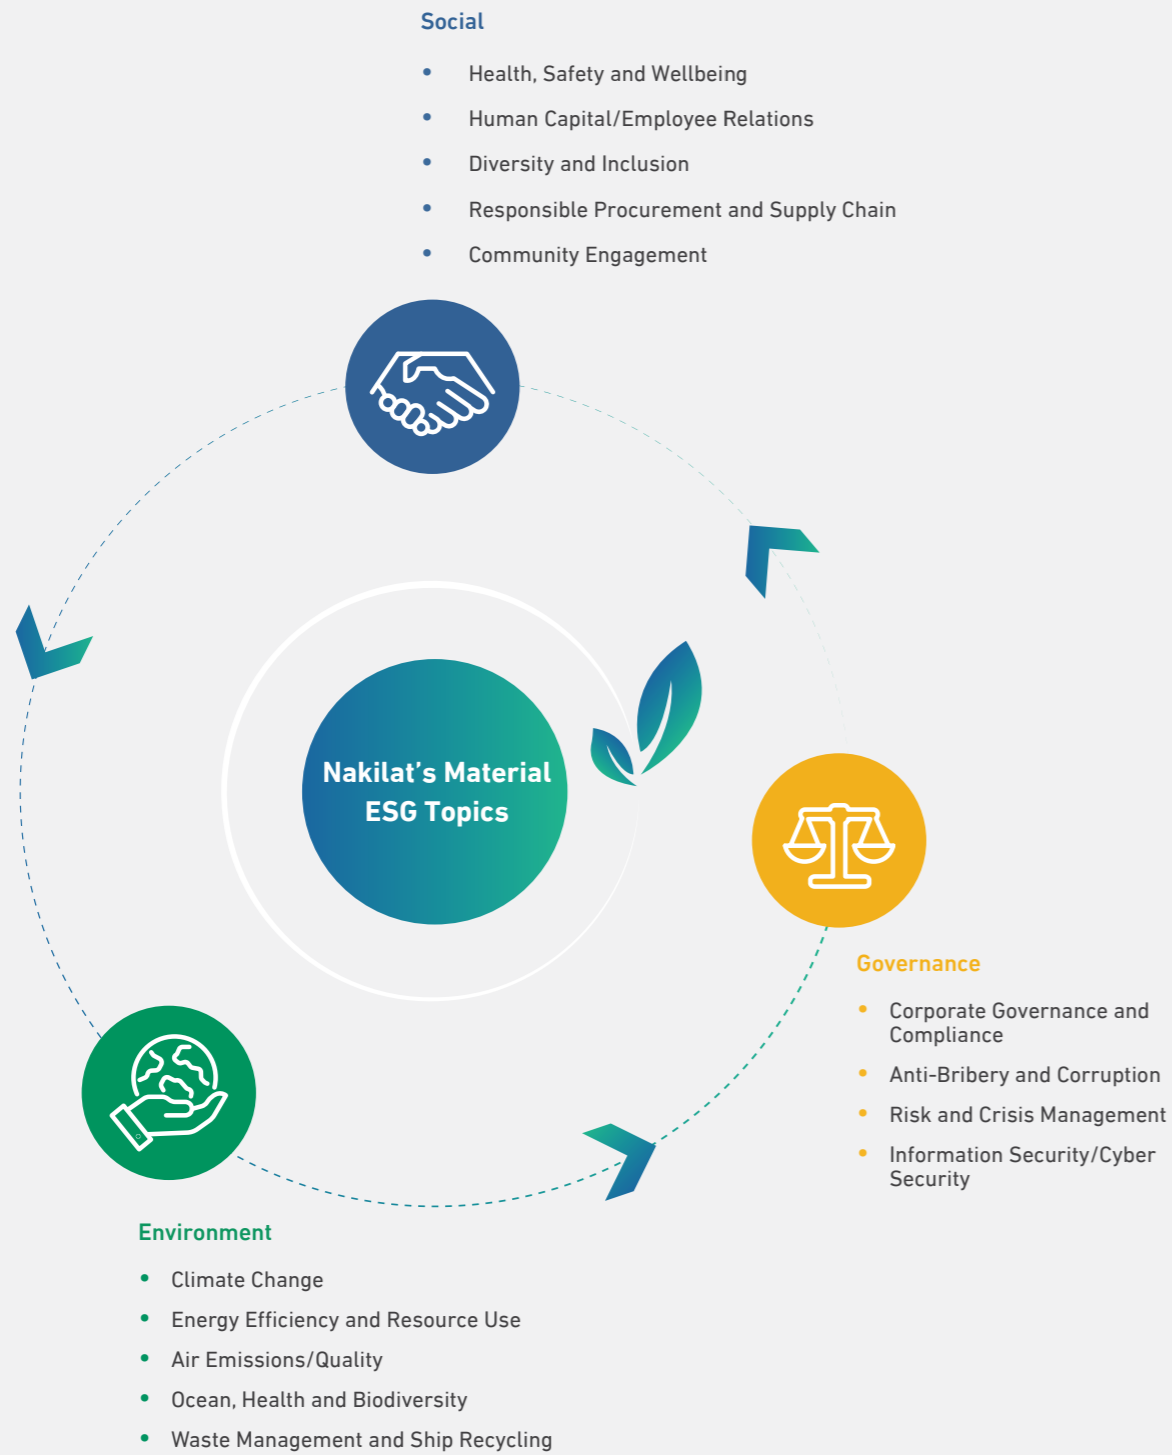 Social
• Health, Safety and Wellbeing
• Human Capital/Employee Relations
• Diversity and Inclusion
• Responsible Procurement and Supply Chain
• Community Engagement
Nakilat’s Material
ESG Topics
Governance
• Corporate Governance and
Compliance
• Anti-Bribery and Corruption
• Risk and Crisis Management
• Information Security/Cyber
Security
Environment
• Climate Change
• Energy Efficiency and Resource Use
• Air Emissions/Quality
• Ocean, Health and Biodiversity
• Waste Management and Ship Recycling